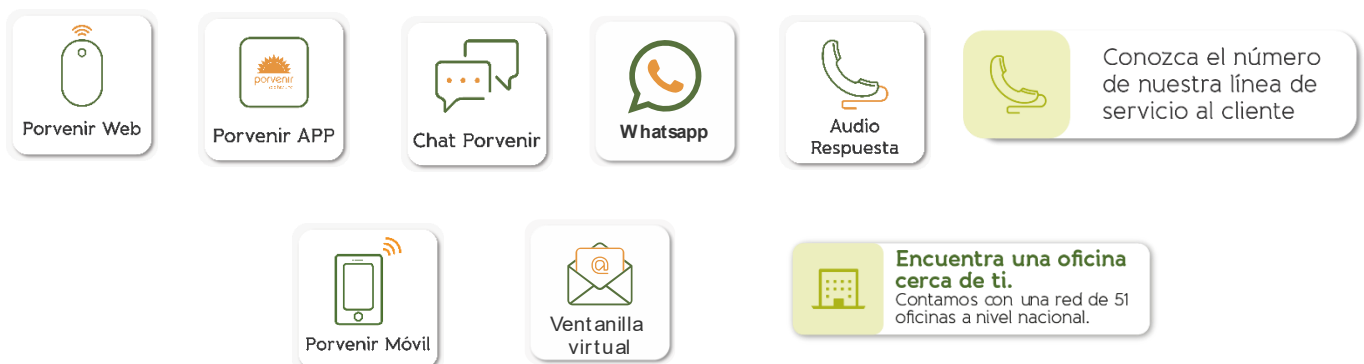 Porvenir Web
porvenir
Porvenir APP
Chat Porvenir
Whatsapp
Audio
Respuesta
Conozca el número
de nuestra línea de
servicio al cliente
Porvenir Móvil
@
Ventanilla
virtual
Encuentra una oficina
cerca de ti.
Contamos con una red de 51
oficinas a nivel nacional.